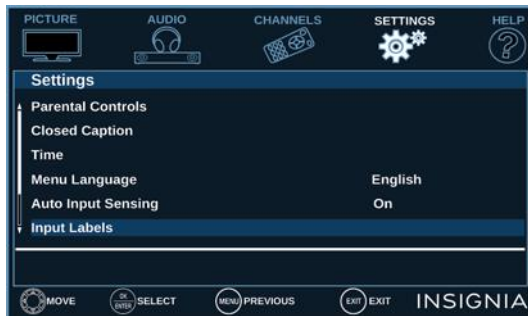 PICTURE AUDIO CHANNELS SETTINGS HELP
Settings
Parental Controls
Closed Caption
Time
Menu Language English
Auto Input Sensing On
Input Labels
MOVE OK ENTER SELECT MENU PREVIOUS EXIT EXIT INSIGNIA